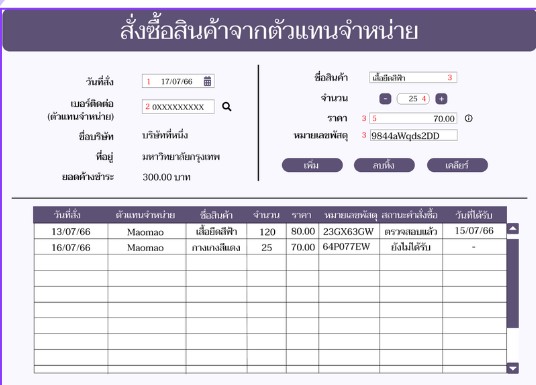 สั่งซื้อสินค้าจากตัวแทนจำหน่าย
วันที่สั่ง 1 17/07/66
เบอร์ติดต่อ 2 0XXXXXXXXX
(ตัวแทนจำหน่าย)
ชื่อบริษัท บริษัทที่หนึ่ง
ที่อยู่ มหาวิทยาลัยกรุงเทพ
ยอดค้างชำระ 300.00 บาท
ชื่อสินค้า เสื้อยืดสีฟ้า 3
จำนวน - 25 4 +
ราคา 3 5 70.00
หมายเลขพัสดุ 3 9844aWqds2DD
เพิ่ม ลบทิ้ง เคลียร์
วันที่สั่ง ตัวแทนจำหน่าย ชื่อสินค้า จำนวน ราคา หมายเลขพัสดุ สถานะคำสั่งซื้อ วันที่ได้รับ
13/07/66 Maomao เสื้อยืดสีฟ้า 120 80.00 23GX63GW ตรวจสอบแล้ว 15/07/66
16/07/66 Maomao กางเกงสีแดง 25 70.00 64P077EW ยังไม่ได้รับ -